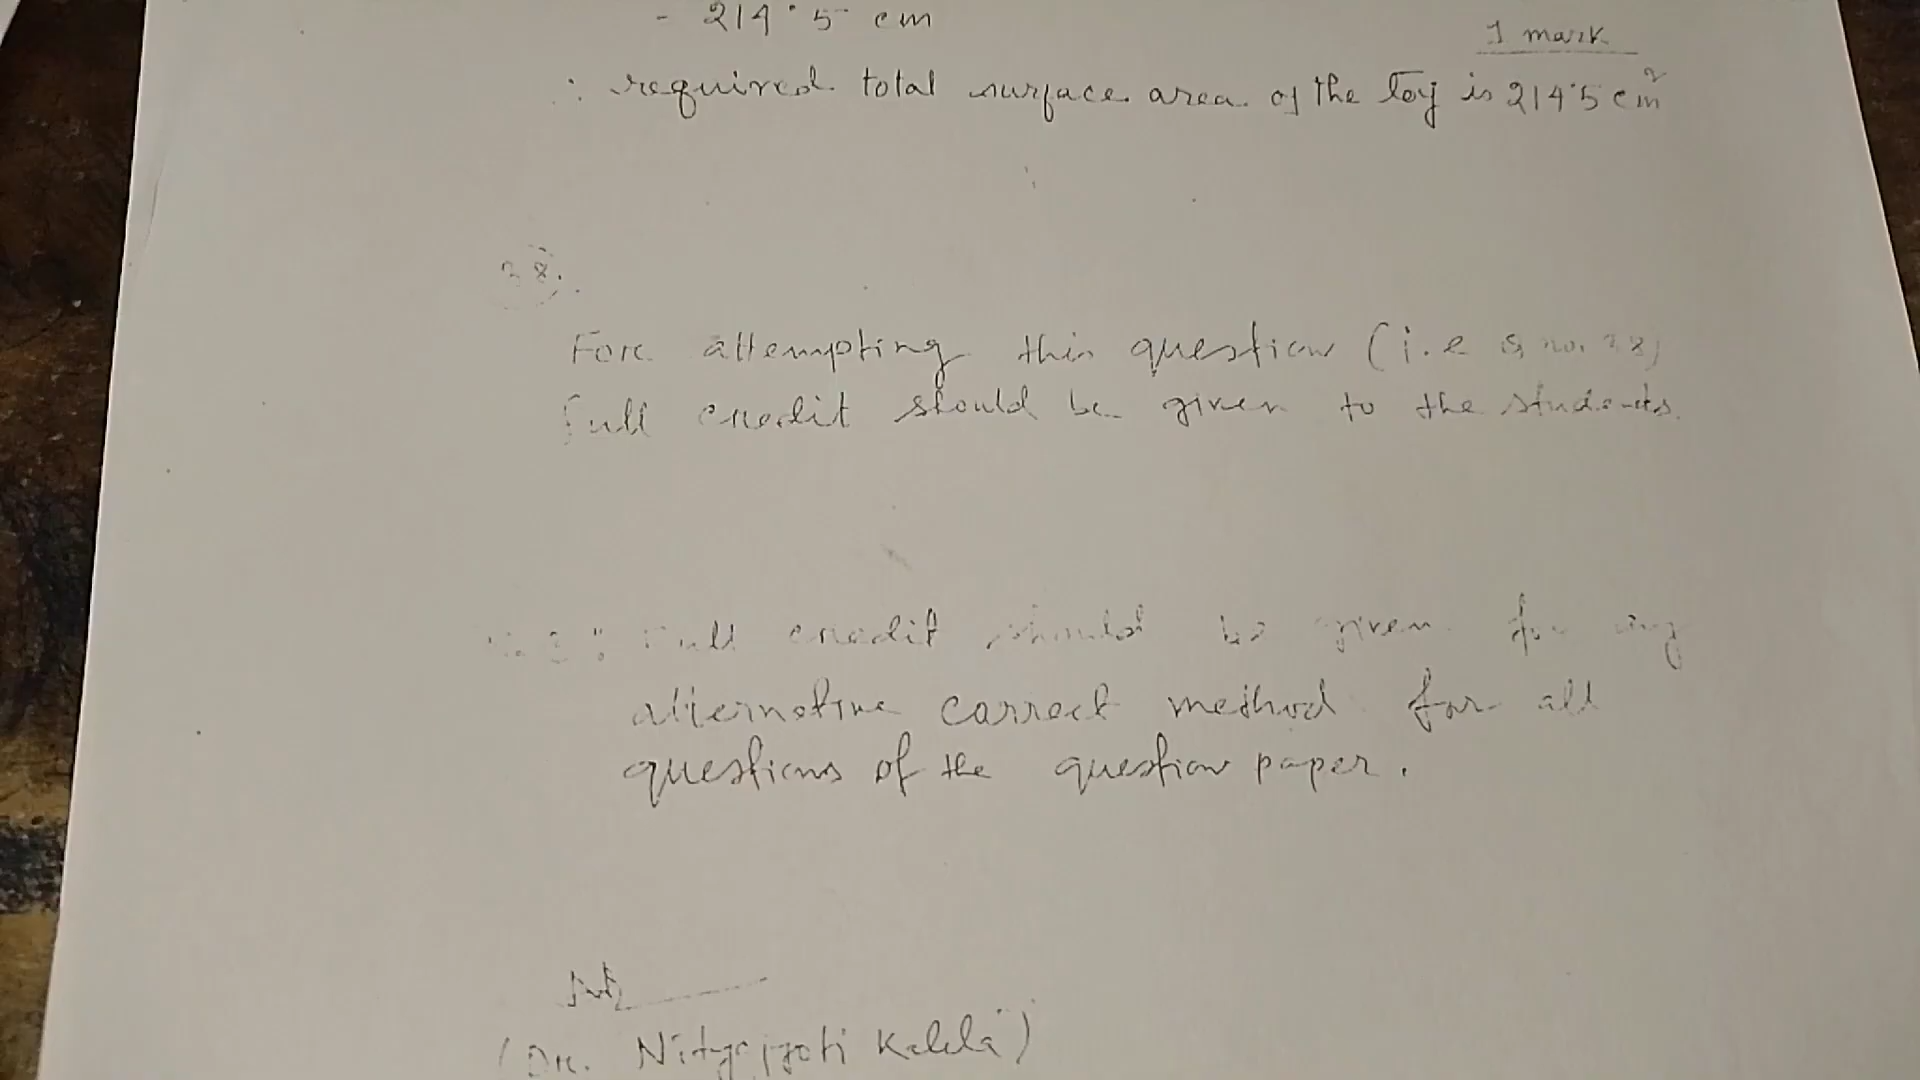 - 214.5 cm
1 mark
∴ required total surface area of the toy is 214.5 cm²
38.
For attempting this question (i.e Q no. 38)
Full credit should be given to the students.
Full credit should be given for any
alternative correct method for all
questions of the question paper.
(Dr. Nityajyoti Kalita)